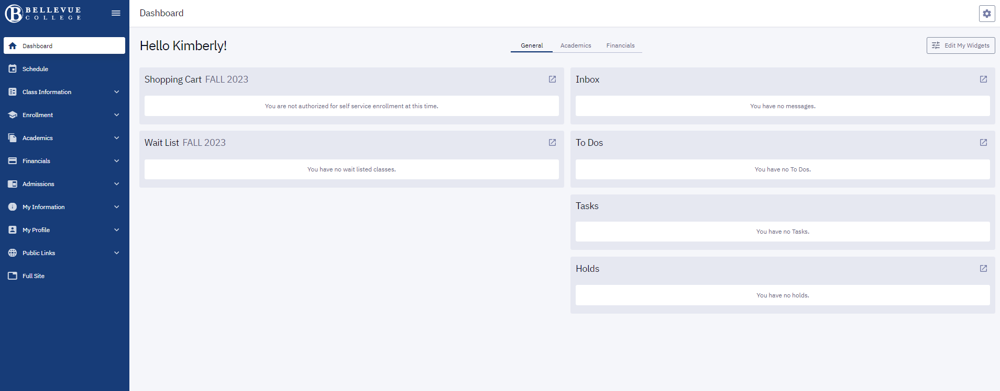 BELLEVUE
COLLEGE
Dashboard
Schedule
Class Information
Enrollment
Academics
Financials
Admissions
My Information
My Profile
Public Links
Full Site
Dashboard
Hello Kimberly!
General Academics Financials
Edit My Widgets
Shopping Cart FALL 2023
You are not authorized for self service enrollment at this time.
Wait List FALL 2023
You have no wait listed classes.
Inbox
You have no messages.
To Dos
You have no To Dos.
Tasks
You have no Tasks.
Holds
You have no holds.